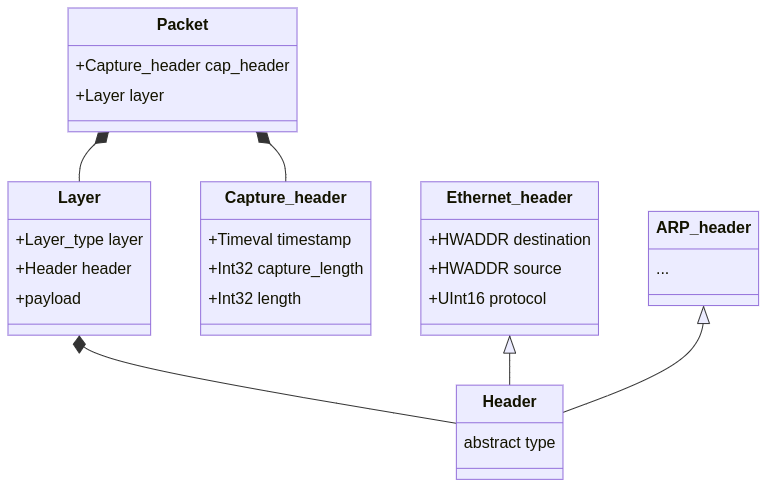 Packet
+Capture_header cap_header
+Layer layer
Layer
+Layer_type layer
+Header header
+payload
Capture_header
+Timeval timestamp
+Int32 capture_length
+Int32 length
Ethernet_header
+HWADDR destination
+HWADDR source
+UInt16 protocol
ARP_header
...
Header
abstract type